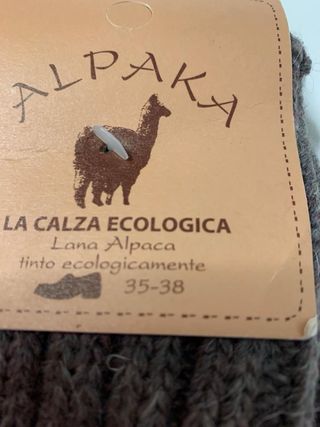 ALPAKA
LA CALZA ECOLOGICA
Lana Alpaca
tinto ecologicamente
35-38